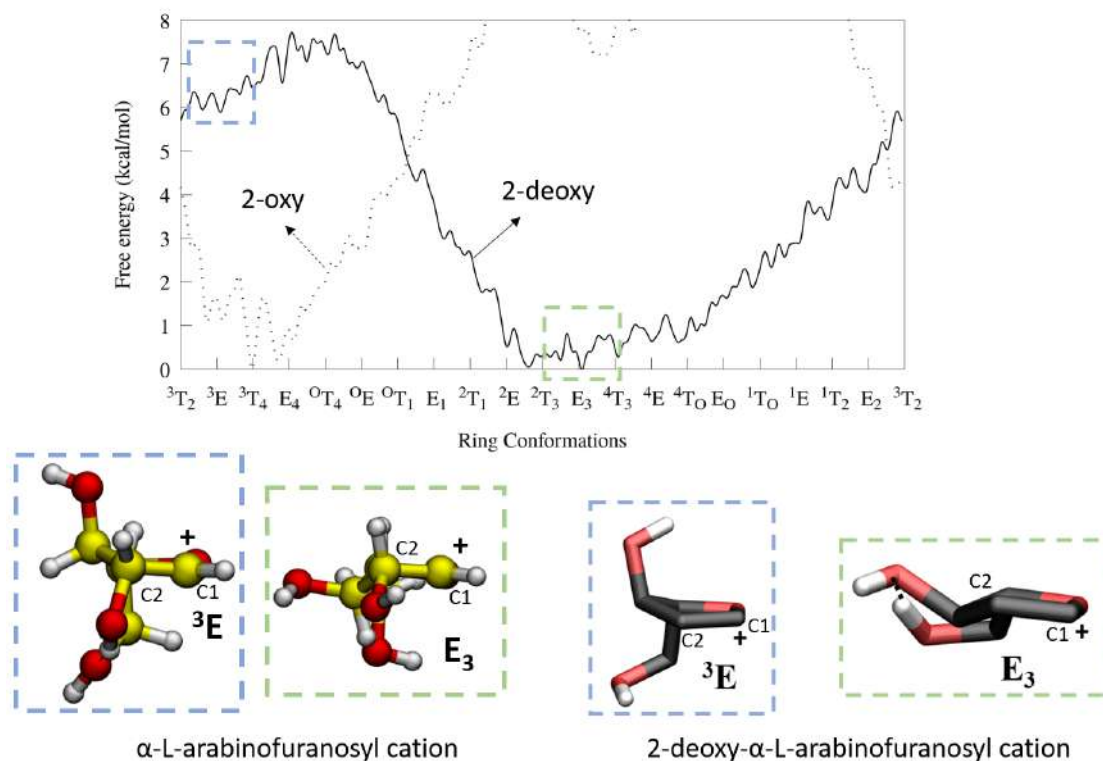 8
7
6
5
4
3
2
1
0
Free energy (kcal/mol)
2-oxy
2-deoxy
³T₂ ³E ³T₄ E₄ ᴼT₄ ᴼE ᴼT₁ E₁ ²T₁ ²E ²T₃ E₃ ⁴T₃ ⁴E ⁴Tₒ Eₒ ¹Tₒ ¹E ¹T₂ E₂ ³T₂
Ring Conformations
+
C2
C1
³E
C2
+
C1
E₃
C2
C1
+
³E
C2
C1 +
E₃
α-L-arabinofuranosyl cation
2-deoxy-α-L-arabinofuranosyl cation